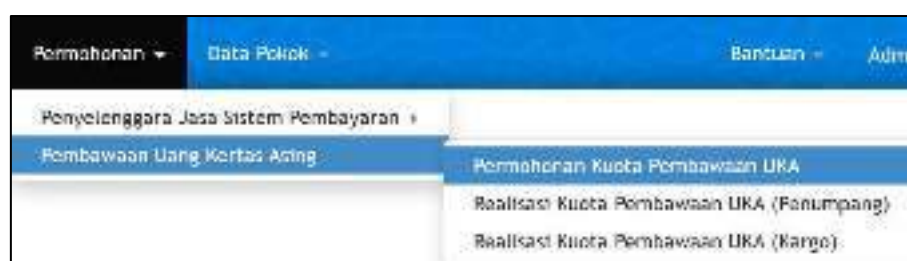 Permohonan
Data Pokok
Bantuan
Adm
Penyelenggara Jasa Sistem Pembayaran
Pembawaan Uang Kertas Asing
Permohonan Kuota Pembawaan UKA
Realisasi Kuota Pembawaan UKA (Penumpang)
Realisasi Kuota Pembawaan UKA (Kargo)